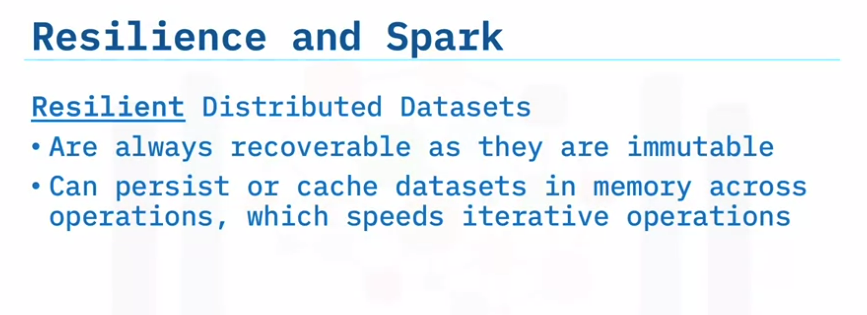 Resilience and Spark
Resilient Distributed Datasets
• Are always recoverable as they are immutable
• Can persist or cache datasets in memory across
operations, which speeds iterative operations